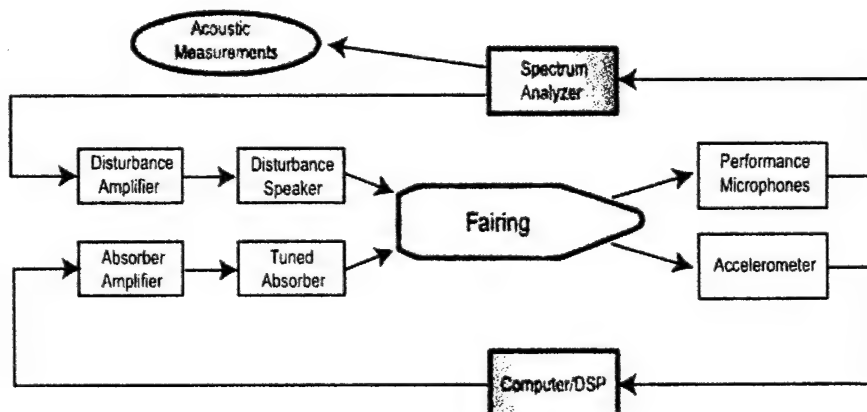 Acoustic
Measurements
Spectrum
Analyzer
Disturbance
Amplifier
Disturbance
Speaker
Performance
Microphones
Fairing
Absorber
Amplifier
Tuned
Absorber
Accelerometer
Computer/DSP